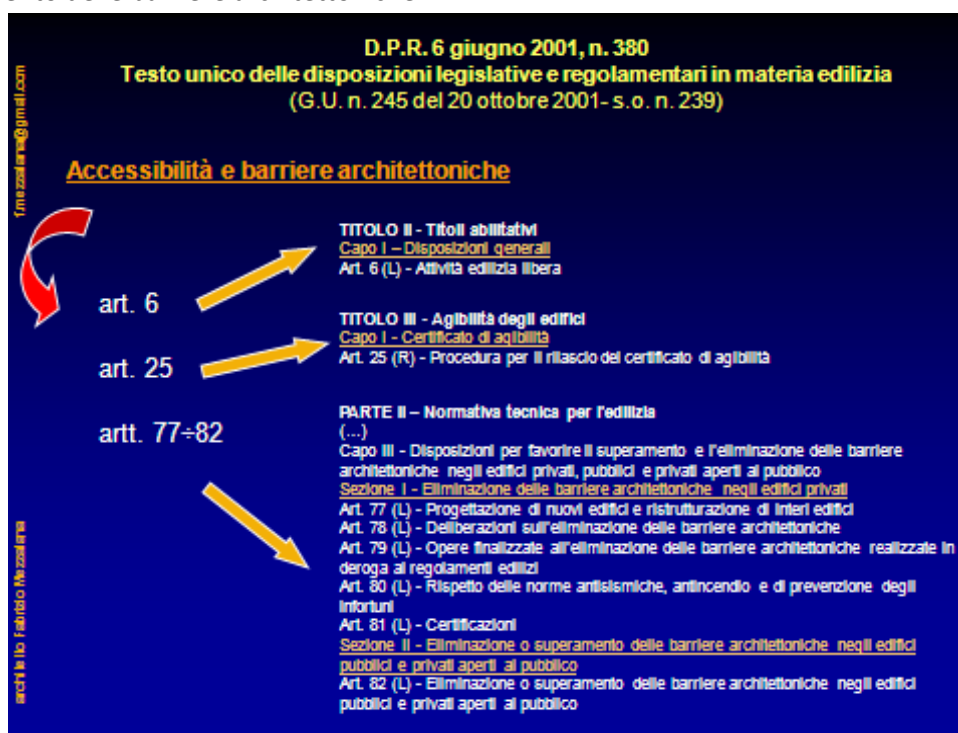 D.P.R. 6 giugno 2001, n. 380
Testo unico delle disposizioni legislative e regolamentari in materia edilizia
(G.U. n. 245 del 20 ottobre 2001- s.o. n. 239)
f.mezzalana@gmail.com
Accessibilità e barriere architettoniche
art. 6
TITOLO II - Titoli abilitativi
Capo I – Disposizioni generali
Art. 6 (L) - Attività edilizia libera
art. 25
TITOLO III - Agibilità degli edifici
Capo I - Certificato di agibilità
Art. 25 (R) - Procedura per il rilascio del certificato di agibilità
artt. 77÷82
PARTE II – Normativa tecnica per l'edilizia
(...)
Capo III - Disposizioni per favorire il superamento e l'eliminazione delle barriere
architettoniche negli edifici privati, pubblici e privati aperti al pubblico
Sezione I - Eliminazione delle barriere architettoniche negli edifici privati
Art. 77 (L) - Progettazione di nuovi edifici e ristrutturazione di interi edifici
Art. 78 (L) - Deliberazioni sull'eliminazione delle barriere architettoniche
Art. 79 (L) - Opere finalizzate all'eliminazione delle barriere architettoniche realizzate in
deroga ai regolamenti edilizi
Art. 80 (L) - Rispetto delle norme antisismiche, antincendio e di prevenzione degli
infortuni
Art. 81 (L) - Certificazioni
Sezione II - Eliminazione o superamento delle barriere architettoniche negli edifici
pubblici e privati aperti al pubblico
Art. 82 (L) - Eliminazione o superamento delle barriere architettoniche negli edifici
pubblici e privati aperti al pubblico
Fabrizio Mezzalana